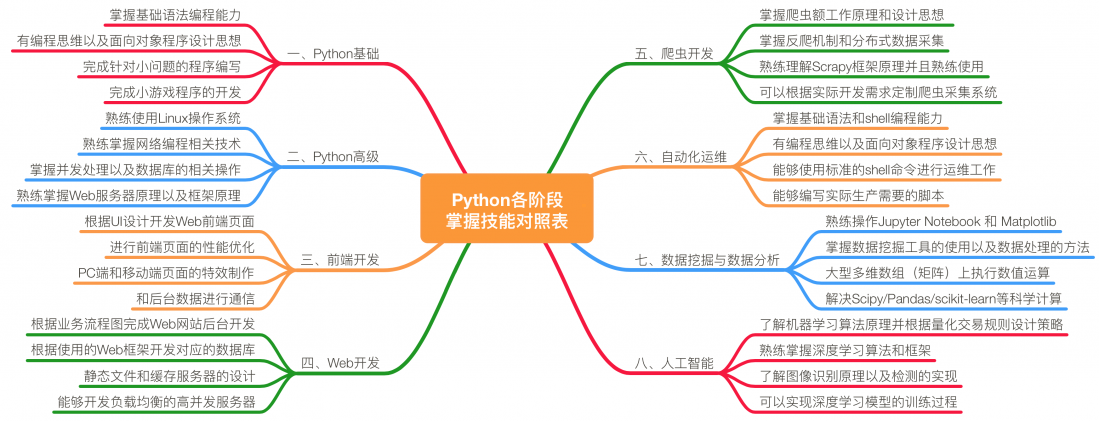 Python各阶段
掌握技能对照表
一、Python基础
掌握基础语法编程能力
有编程思维以及面向对象程序设计思想
完成针对小问题的程序编写
完成小游戏程序的开发
二、Python高级
熟练使用Linux操作系统
熟练掌握网络编程相关技术
掌握并发处理以及数据库的相关操作
熟练掌握Web服务器原理以及框架原理
三、前端开发
根据UI设计开发Web前端页面
进行前端页面的性能优化
PC端和移动端页面的特效制作
和后台数据进行通信
四、Web开发
根据业务流程图完成Web网站后台开发
根据使用的Web框架开发对应的数据库
静态文件和缓存服务器的设计
能够开发负载均衡的高并发服务器
五、爬虫开发
掌握爬虫额工作原理和设计思想
掌握反爬机制和分布式数据采集
熟练理解Scrapy框架原理并且熟练使用
可以根据实际开发需求定制爬虫采集系统
六、自动化运维
掌握基础语法和shell编程能力
有编程思维以及面向对象程序设计思想
能够使用标准的shell命令进行运维工作
能够编写实际生产需要的脚本
七、数据挖掘与数据分析
熟练操作Jupyter Notebook 和 Matplotlib
掌握数据挖掘工具的使用以及数据处理的方法
大型多维数组（矩阵）上执行数值运算
解决Scipy/Pandas/scikit-learn等科学计算
八、人工智能
了解机器学习算法原理并根据量化交易规则设计策略
熟练掌握深度学习算法和框架
了解图像识别原理以及检测的实现
可以实现深度学习模型的训练过程